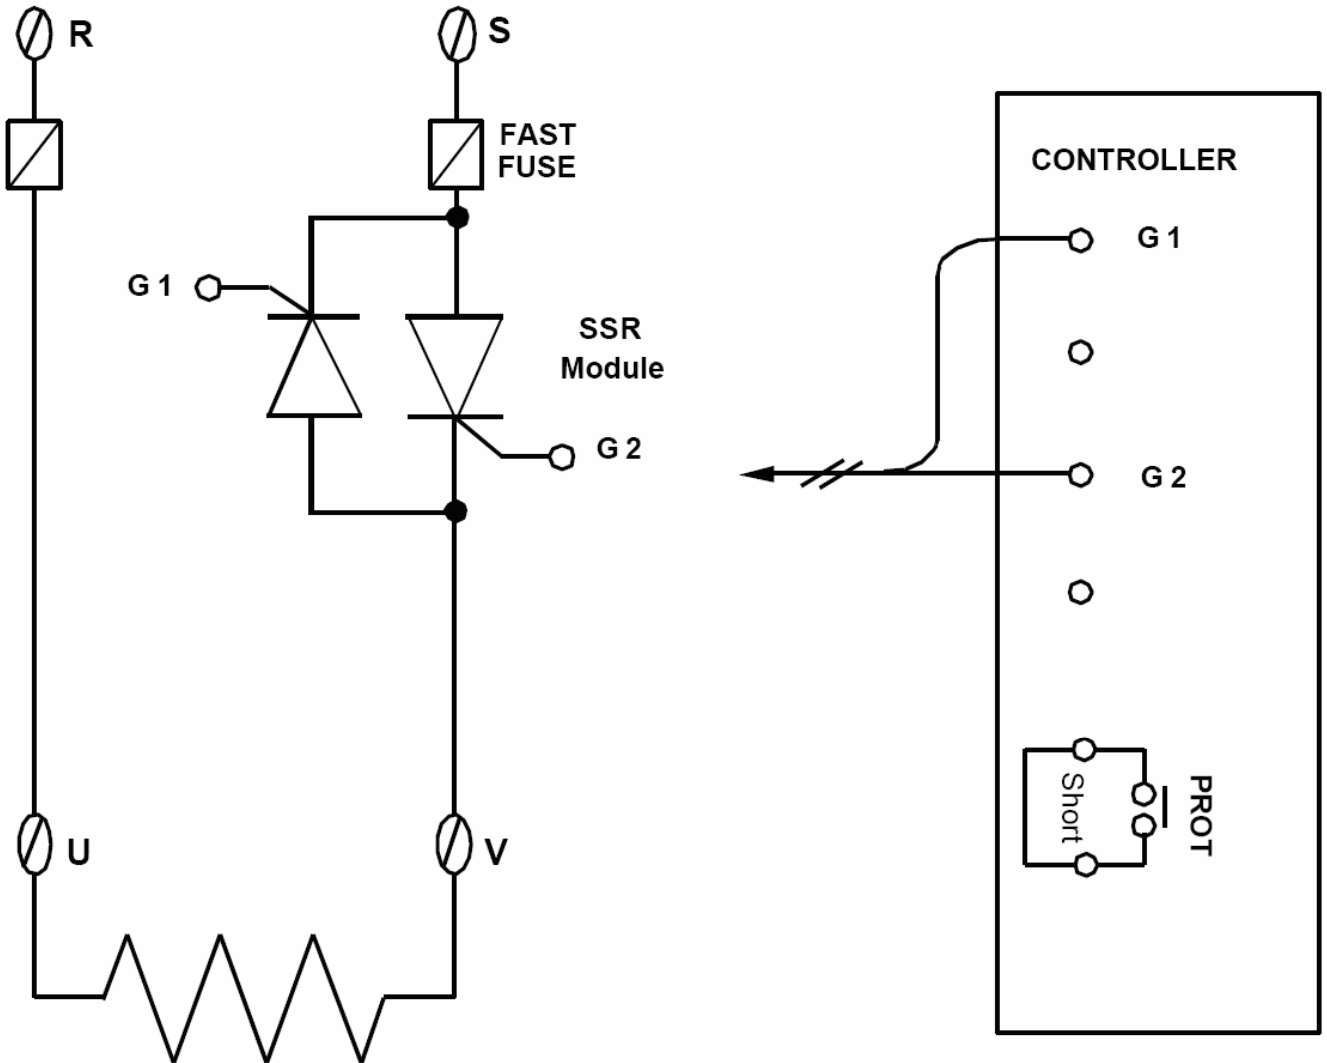 R
S
FAST
FUSE
CONTROLLER
G 1
G 1
SSR
Module
G 2
G 2
Short
PROT
U
V